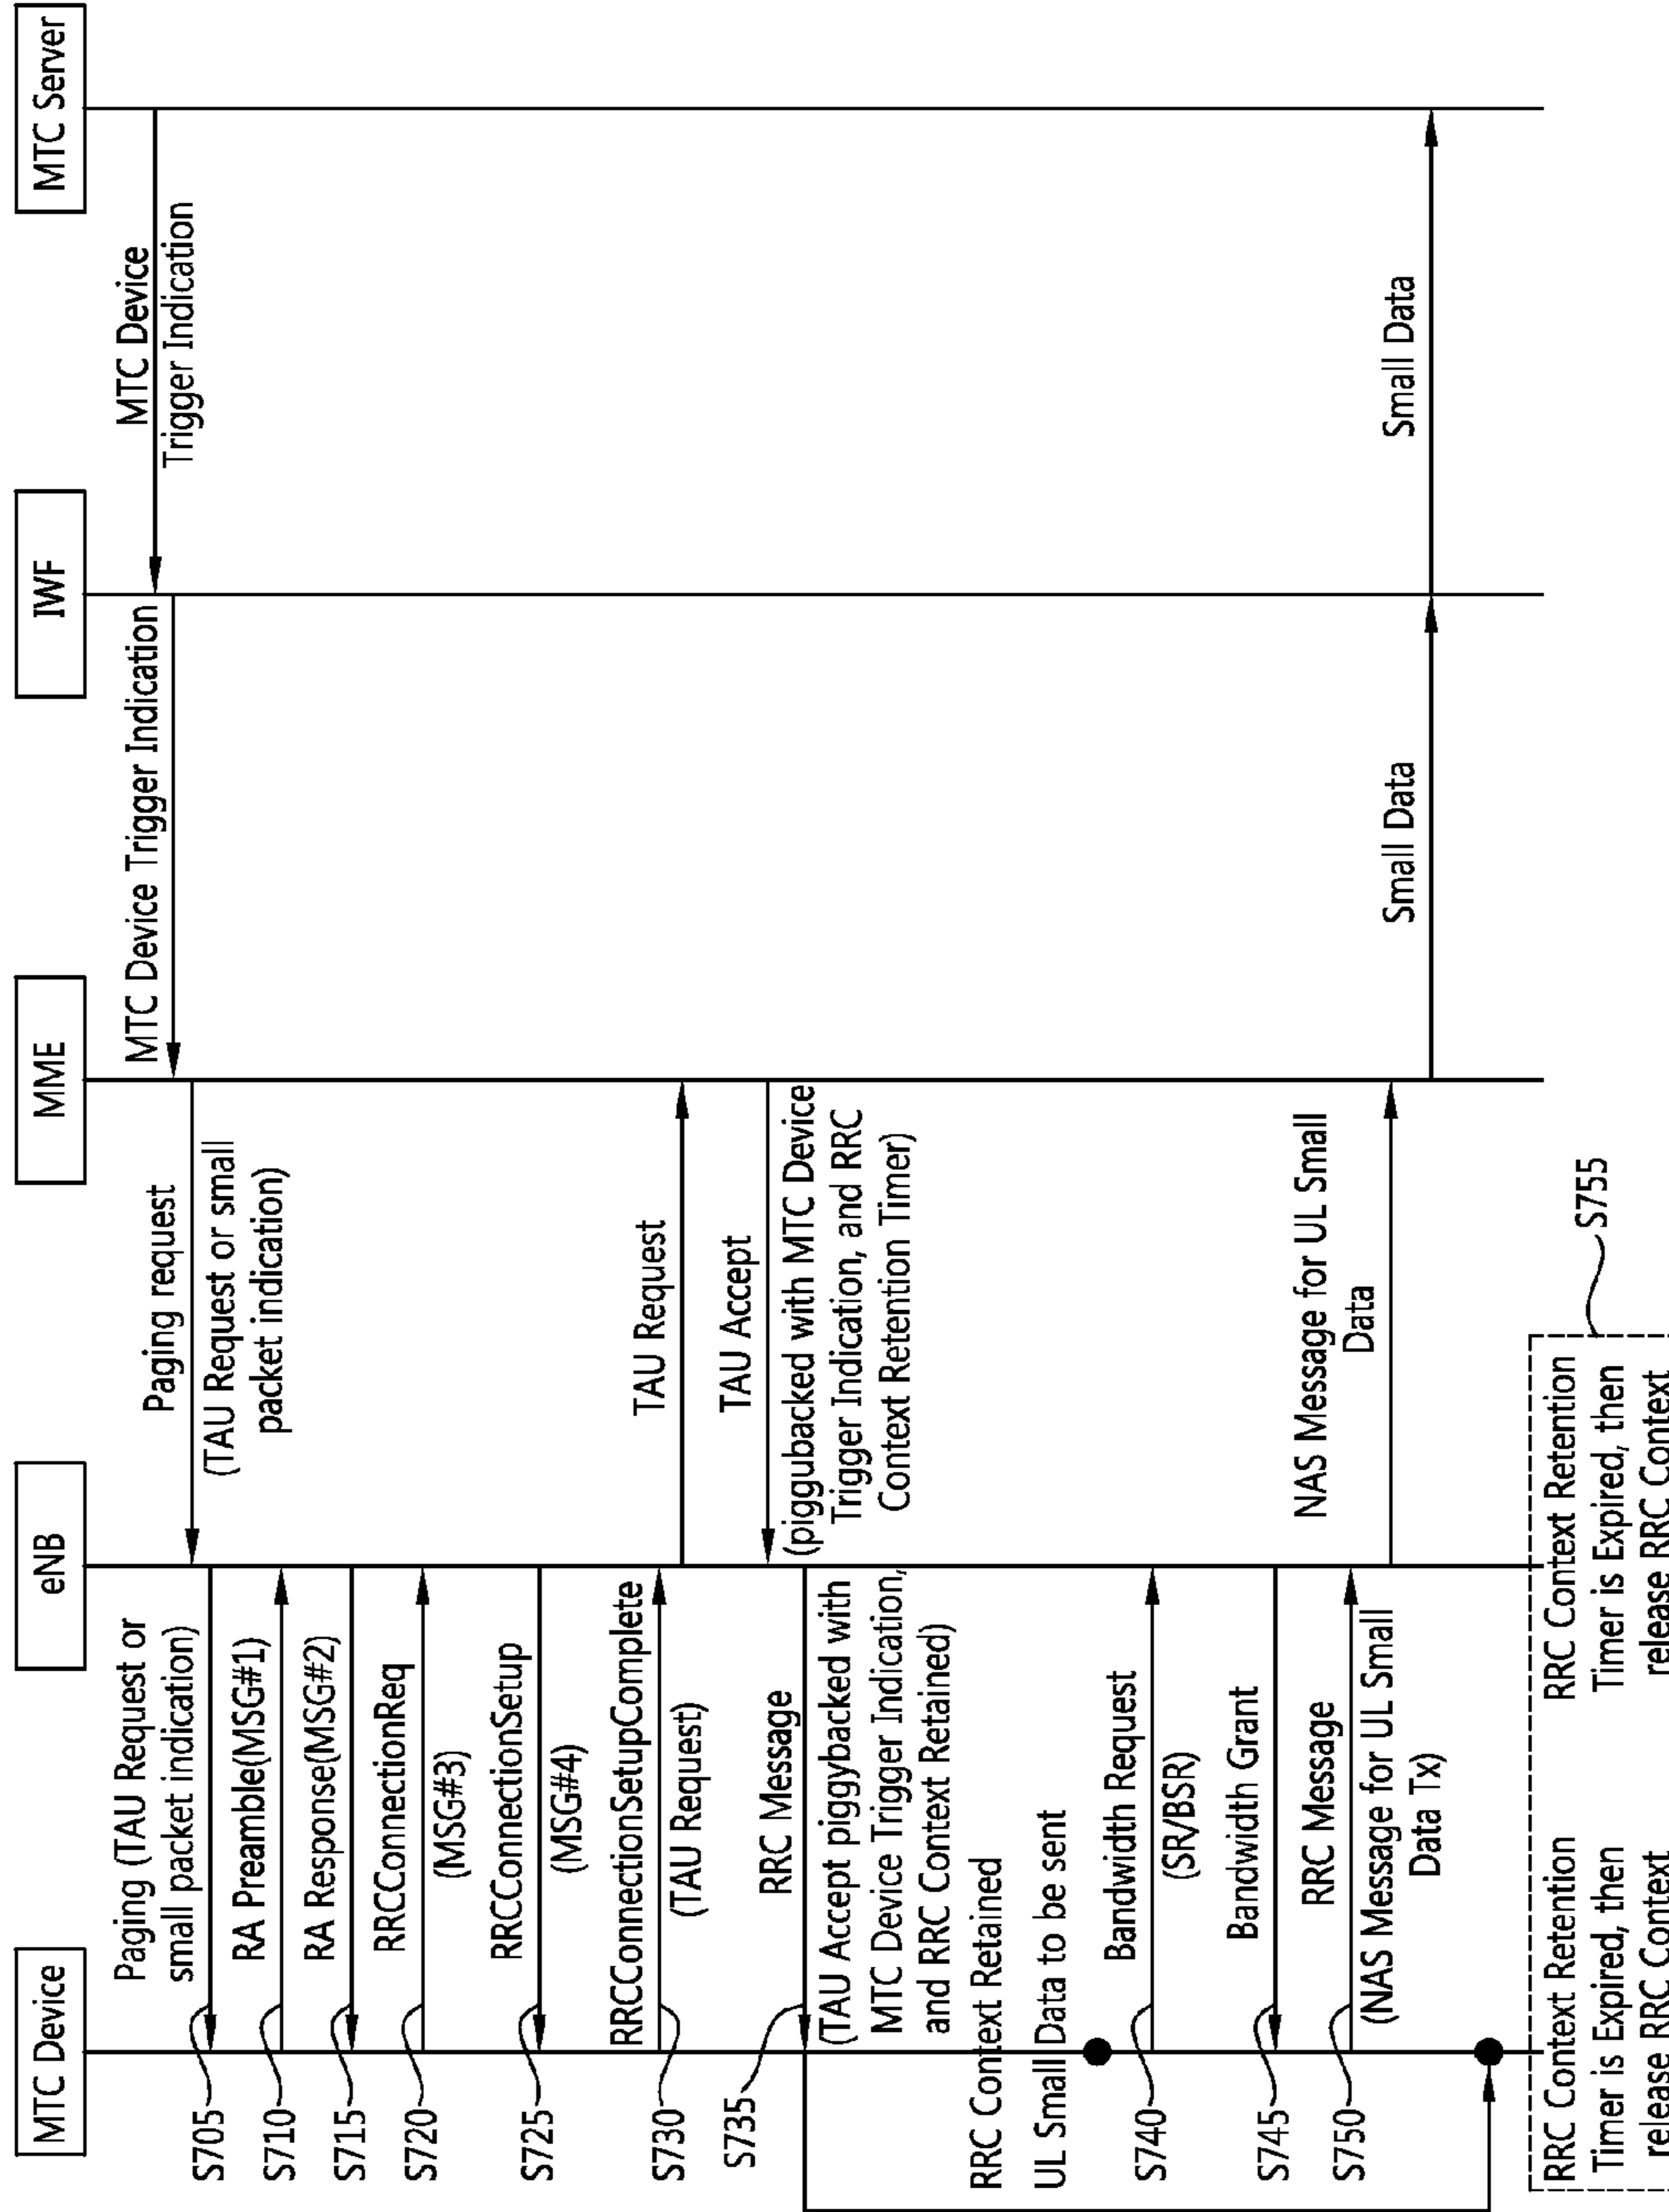 MTC Device
eNB
MME
IWF
MTC Server
MTC Device
Trigger Indication
MTC Device Trigger Indication
Paging request
(TAU Request or small
packet indication)
S705
Paging (TAU Request or
small packet indication)
S710
RA Preamble(MSG#1)
S715
RA Response(MSG#2)
S720
RRCConnectionReq
(MSG#3)
S725
RRCConnectionSetup
(MSG#4)
S730
RRCConnectionSetupComplete
(TAU Request)
TAU Request
TAU Accept
(piggubacked with MTC Device
Trigger Indication, and RRC
Context Retention Timer)
S735
RRC Message
(TAU Accept piggybacked with
MTC Device Trigger Indication,
and RRC Context Retained)
RRC Context Retained
UL Small Data to be sent
S740
Bandwidth Request
(SR/BSR)
S745
Bandwidth Grant
S750
RRC Message
(NAS Message for UL Small
Data Tx)
NAS Message for UL Small
Data
Small Data
Small Data
S755
RRC Context Retention
Timer is Expired, then
release RRC Context
RRC Context Retention
Timer is Expired, then
release RRC Context